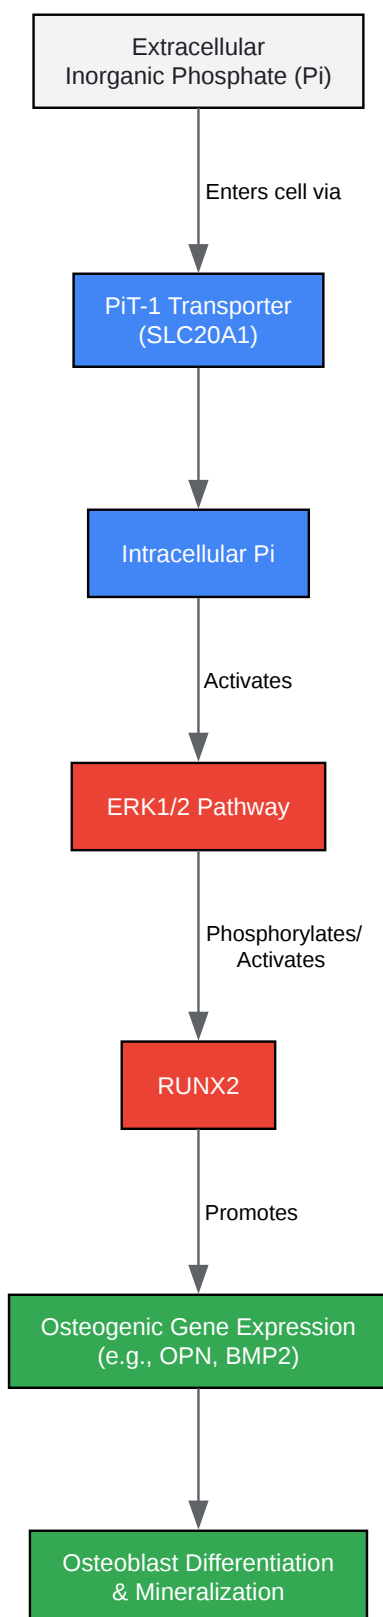 Extracellular
Inorganic Phosphate (Pi)
Enters cell via
PiT-1 Transporter
(SLC20A1)
Intracellular Pi
Activates
ERK1/2 Pathway
Phosphorylates/
Activates
RUNX2
Promotes
Osteogenic Gene Expression
(e.g., OPN, BMP2)
Osteoblast Differentiation
& Mineralization